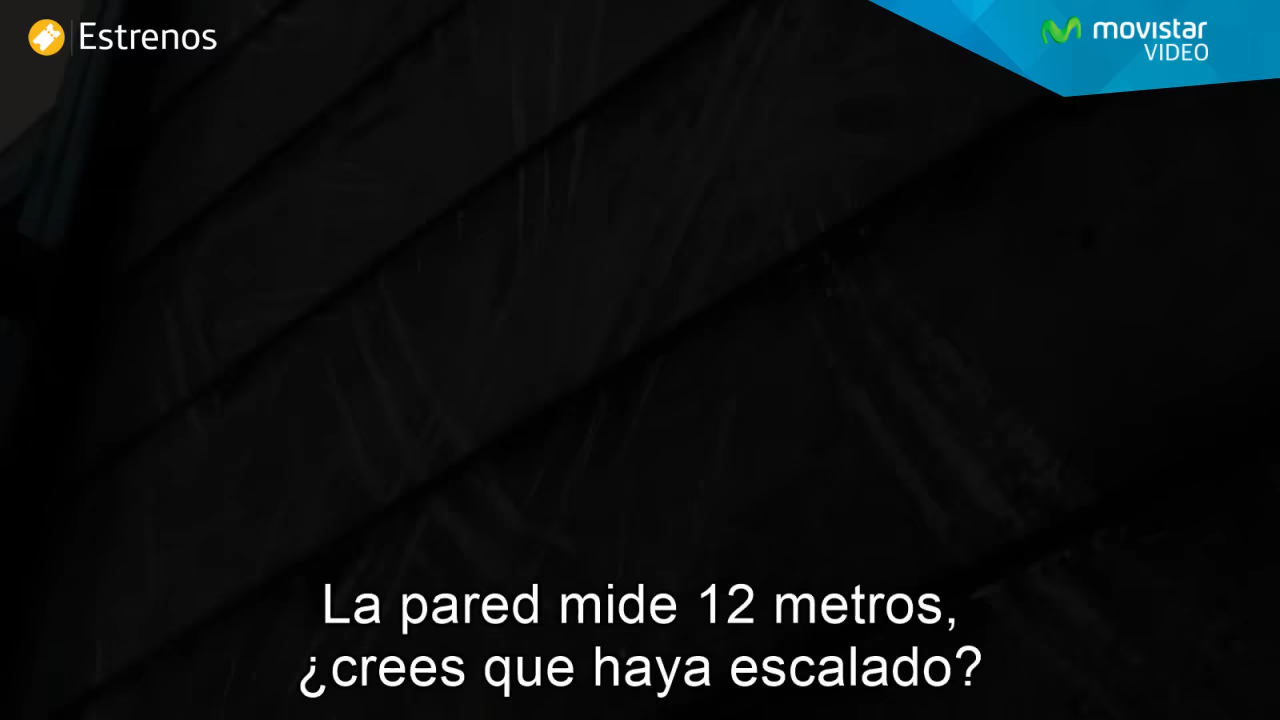 Estrenos
movistar
VIDEO
La pared mide 12 metros,
¿crees que haya escalado?